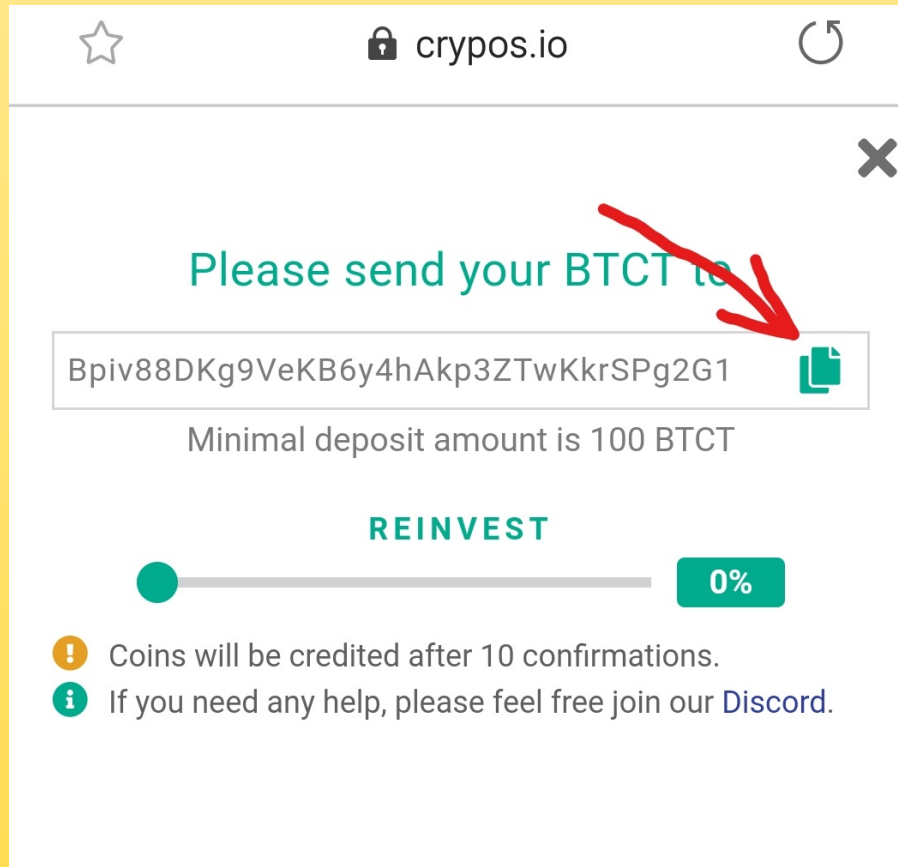 crypos.io
Please send your BTCT to
Bpiv88DKg9VeKB6y4hAkp3ZTwKkrSPg2G1
Minimal deposit amount is 100 BTCT
REINVEST
0%
Coins will be credited after 10 confirmations.
If you need any help, please feel free join our Discord.